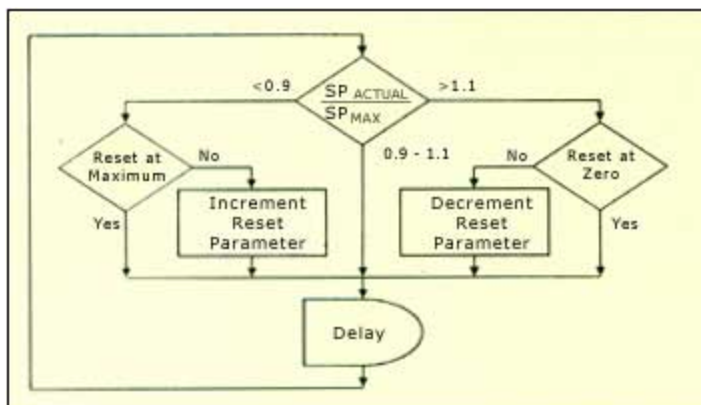 <0.9
SP ACTUAL
SP MAX
>1.1
0.9 - 1.1
Reset at
Maximum
No
Yes
Increment
Reset
Parameter
No
Decrement
Reset
Parameter
Reset at
Zero
Yes
Delay